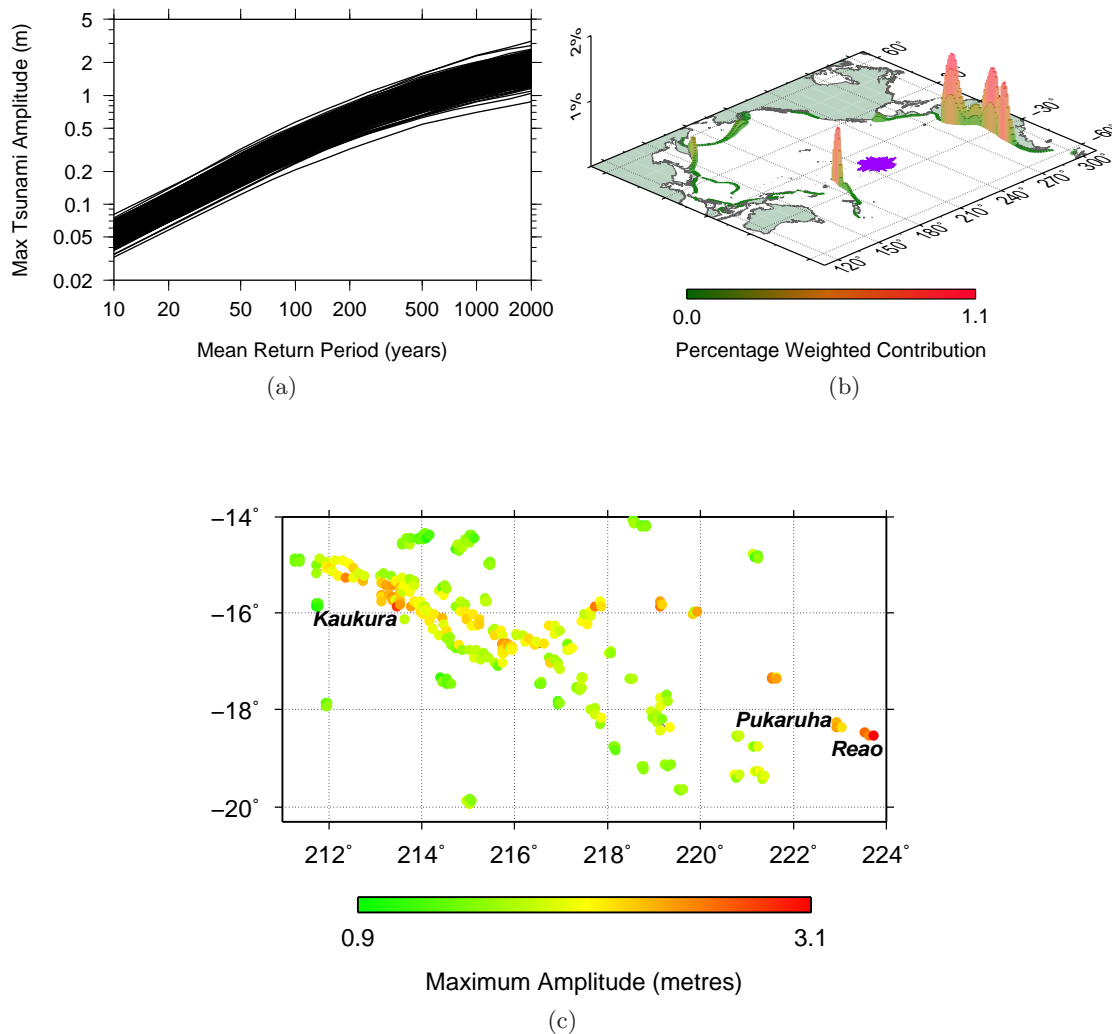 Max Tsunami Amplitude (m)
5
2
1
0.5
0.2
0.1
0.05
0.02
10 20 50 100 200 500 1000 2000
Mean Return Period (years)
(a)
2%
1%
60°
−30°
−60°
120° 150° 180° 210° 240° 270° 300°
0.0 1.1
Percentage Weighted Contribution
(b)
−14°
−16°
−18°
−20°
Kaukura
Pukaruha
Reao
212° 214° 216° 218° 220° 222° 224°
0.9 3.1
Maximum Amplitude (metres)
(c)